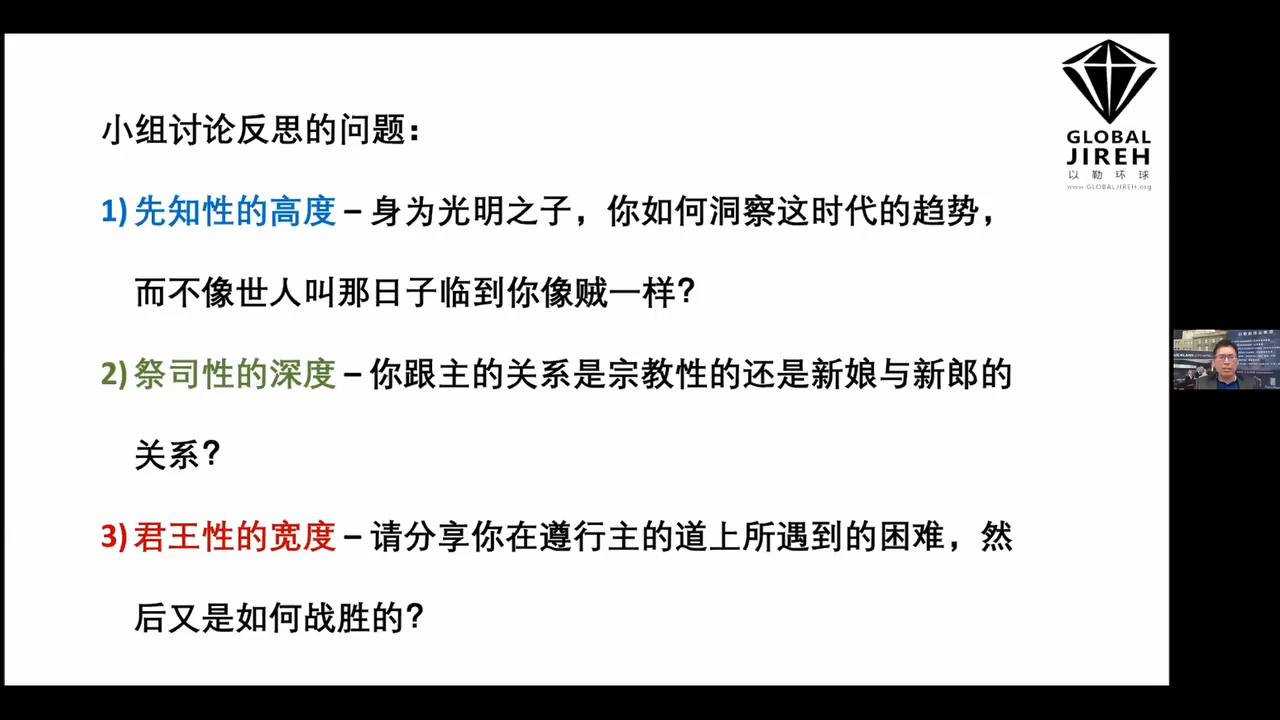 GLOBAL
JIREH
以勒环球
www.GLOBALJIREH.org
小组讨论反思的问题：
1) 先知性的高度 – 身为光明之子，你如何洞察这时代的趋势，
而不像世人叫那日子临到你像贼一样？
2) 祭司性的深度 – 你跟主的关系是宗教性的还是新娘与新郎的
关系？
3) 君王性的宽度 – 请分享你在遵行主的道上所遇到的困难，然
后又是如何战胜的？